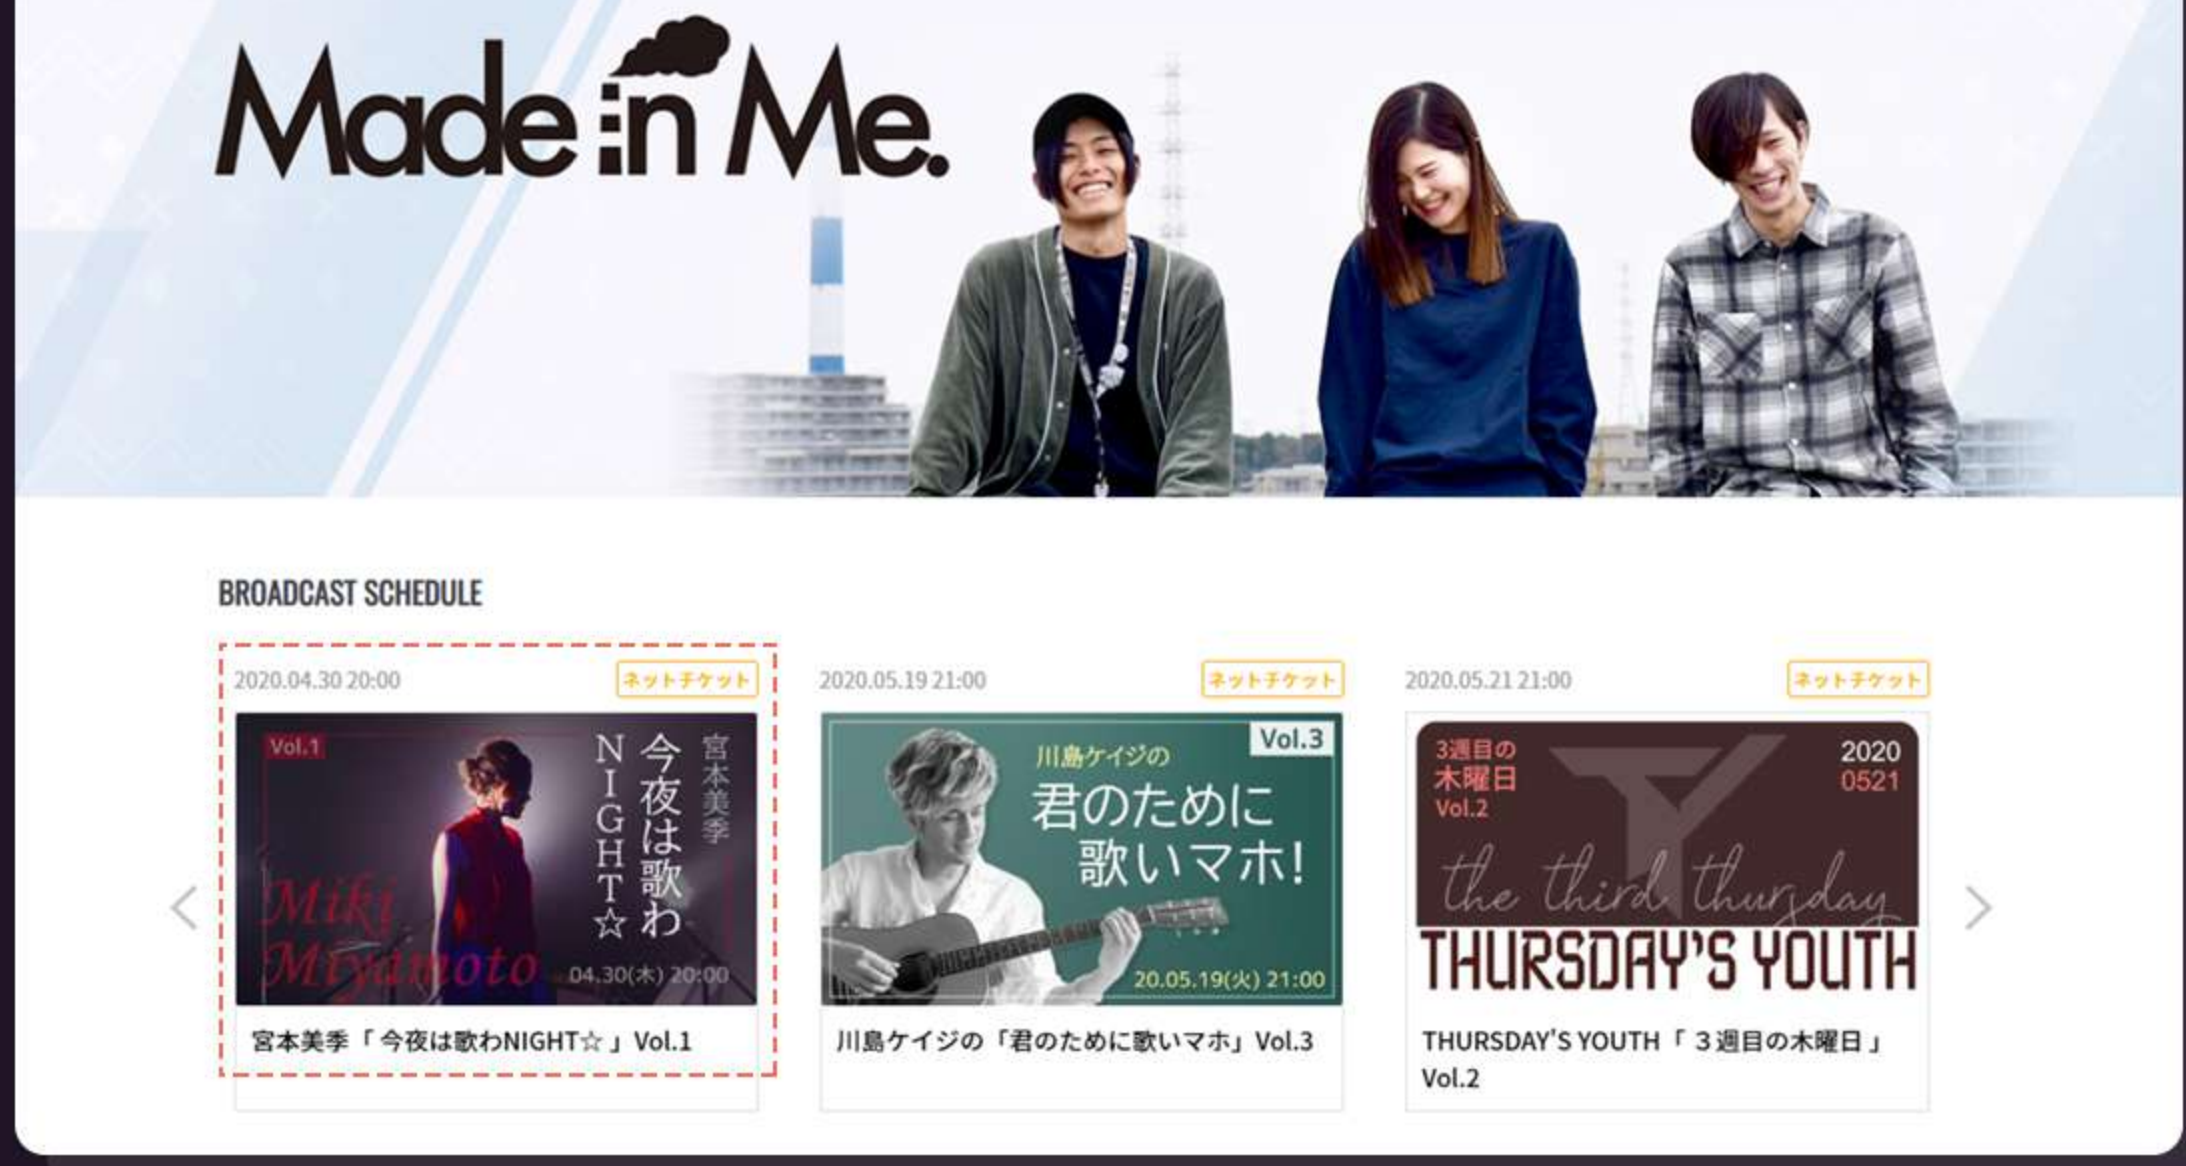 Made in Me.
BROADCAST SCHEDULE
2020.04.30 20:00
ネットチケット
Vol.1
宮本美季
今夜は歌わ
NIGHT☆
Miki
Miyamoto
04.30(木) 20:00
宮本美季「 今夜は歌わNIGHT☆ 」Vol.1
2020.05.19 21:00
ネットチケット
Vol.3
川島ケイジの
君のために
歌いマホ!
20.05.19(火) 21:00
川島ケイジの「君のために歌いマホ」Vol.3
2020.05.21 21:00
ネットチケット
3週目の
木曜日
Vol.2
2020
0521
the third thursday
THURSDAY'S YOUTH
THURSDAY'S YOUTH「 3週目の木曜日 」
Vol.2